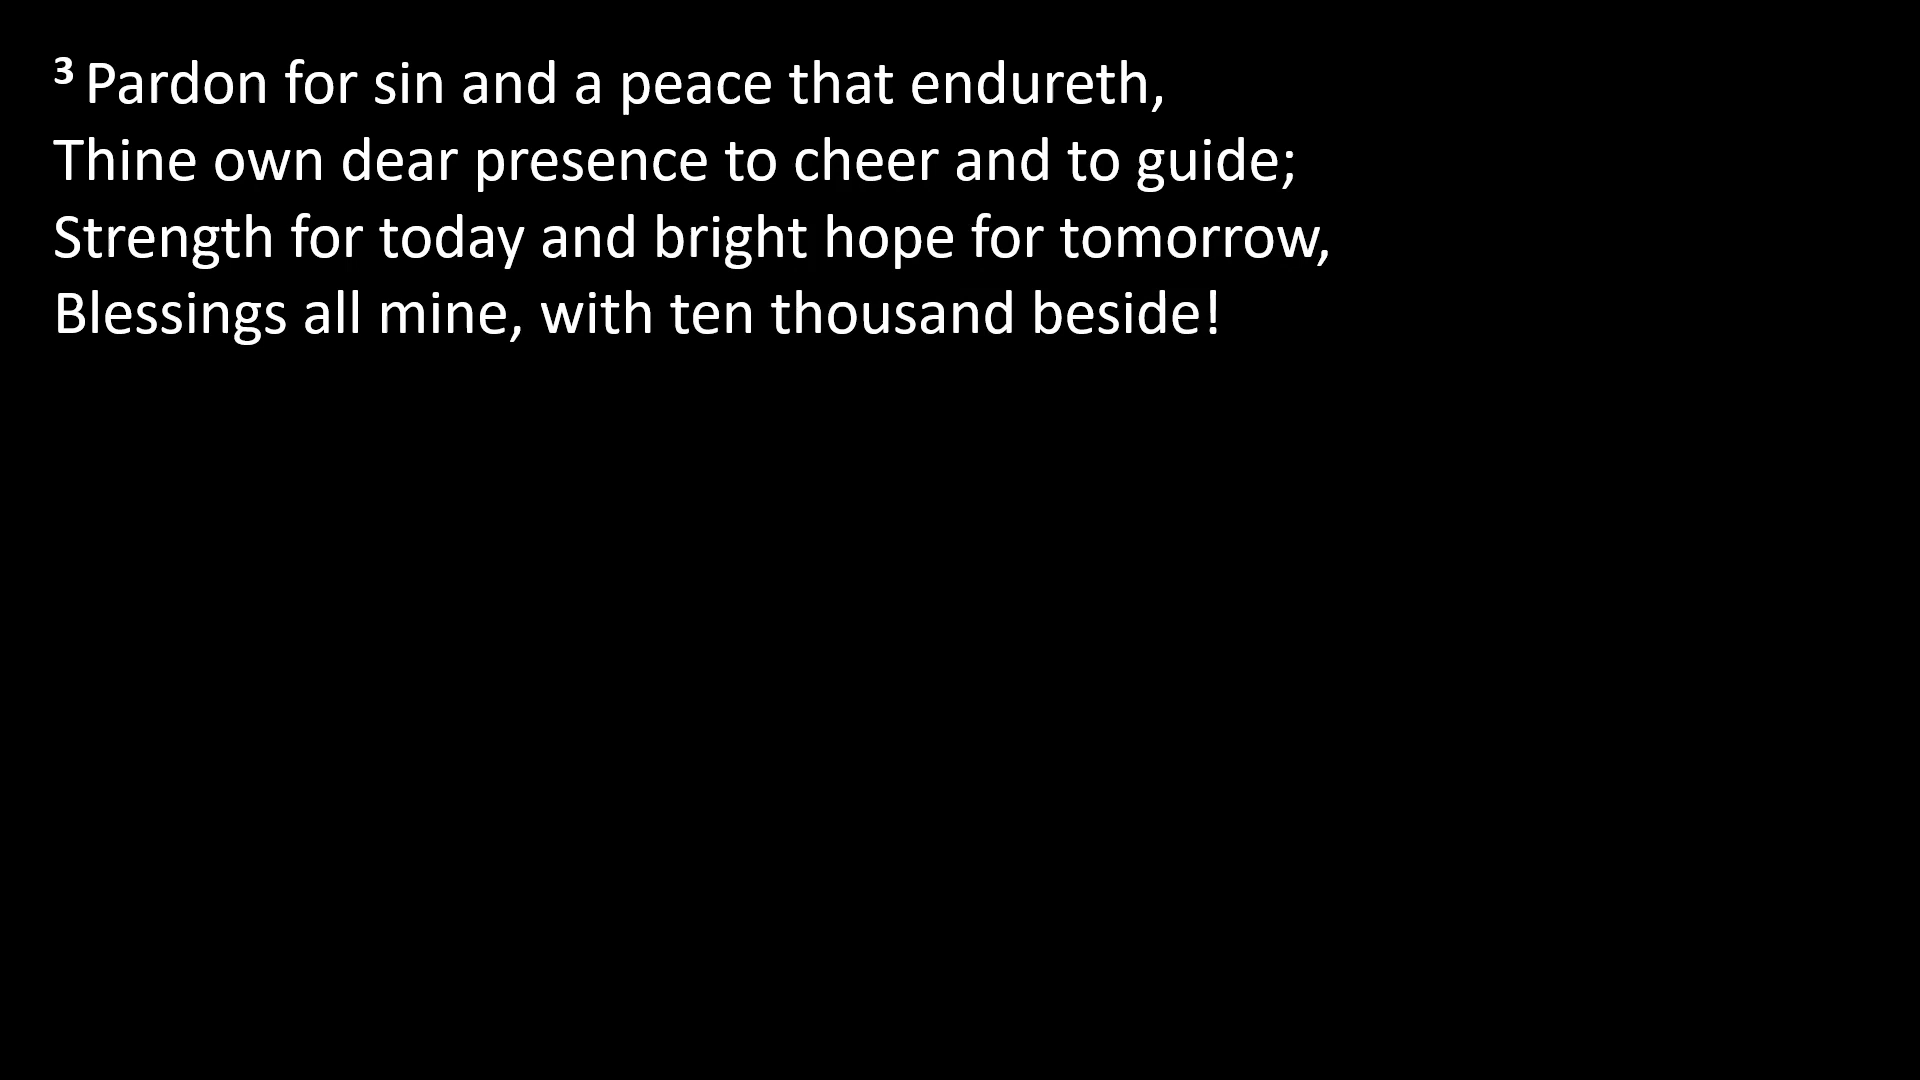 3 Pardon for sin and a peace that endureth,
Thine own dear presence to cheer and to guide;
Strength for today and bright hope for tomorrow,
Blessings all mine, with ten thousand beside!